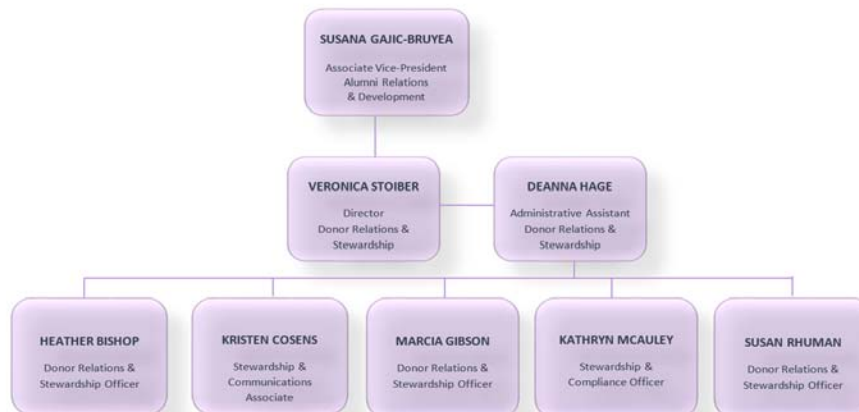 SUSANA GAJIC-BRUYEA
Associate Vice-President
Alumni Relations
& Development
VERONICA STOIBER
Director
Donor Relations &
Stewardship
DEANNA HAGE
Administrative Assistant
Donor Relations &
Stewardship
HEATHER BISHOP
Donor Relations &
Stewardship Officer
KRISTEN COSENS
Stewardship &
Communications
Associate
MARCIA GIBSON
Donor Relations &
Stewardship Officer
KATHRYN MCAULEY
Stewardship &
Compliance Officer
SUSAN RHUMAN
Donor Relations &
Stewardship Officer